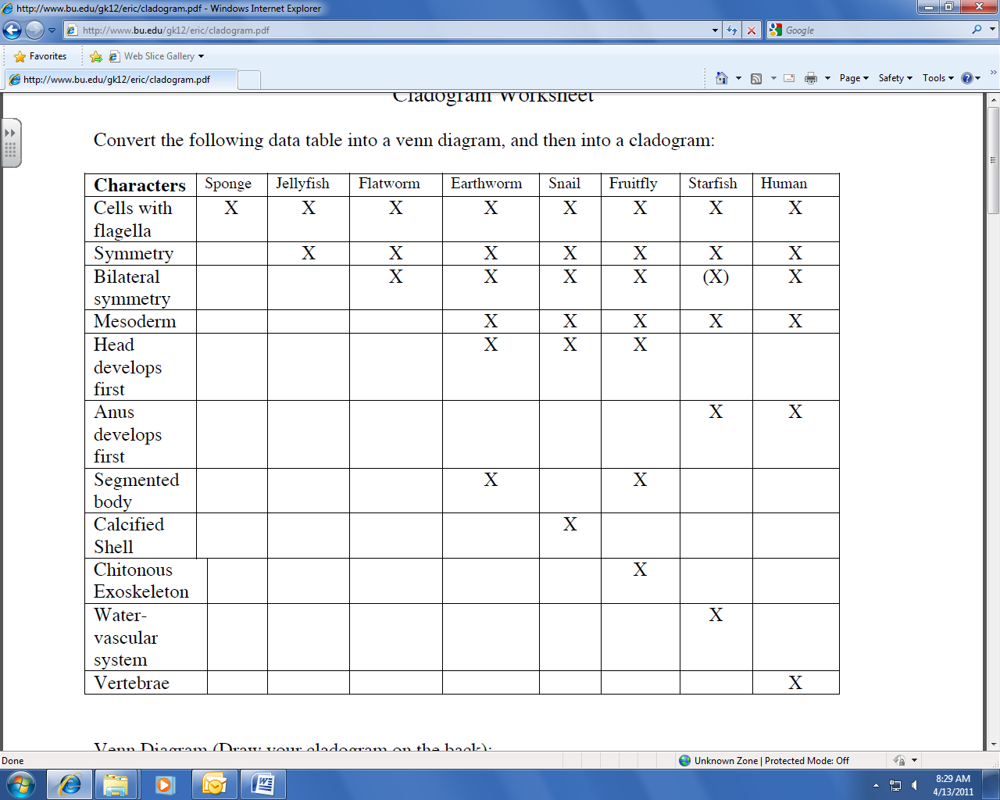 http://www.bu.edu/gk12/eric/cladogram.pdf - Windows Internet Explorer
http://www.bu.edu/gk12/eric/cladogram.pdf
Google
Favorites
Web Slice Gallery
http://www.bu.edu/gk12/eric/cladogram.pdf
Page Safety Tools
Cladogram Worksheet
Convert the following data table into a venn diagram, and then into a cladogram:
Characters Sponge Jellyfish Flatworm Earthworm Snail Fruitfly Starfish Human
Cells with X X X X X X X X
flagella
Symmetry X X X X X X X
Bilateral X X X X (X) X
symmetry
Mesoderm X X X X X
Head X X X
develops
first
Anus X X
develops
first
Segmented X X
body
Calcified X
Shell
Chitonous X
Exoskeleton
Water- X
vascular
system
Vertebrae X
Venn Diagram (Draw your cladogram on the back):
Done
Unknown Zone | Protected Mode: Off
8:29 AM
4/13/2011